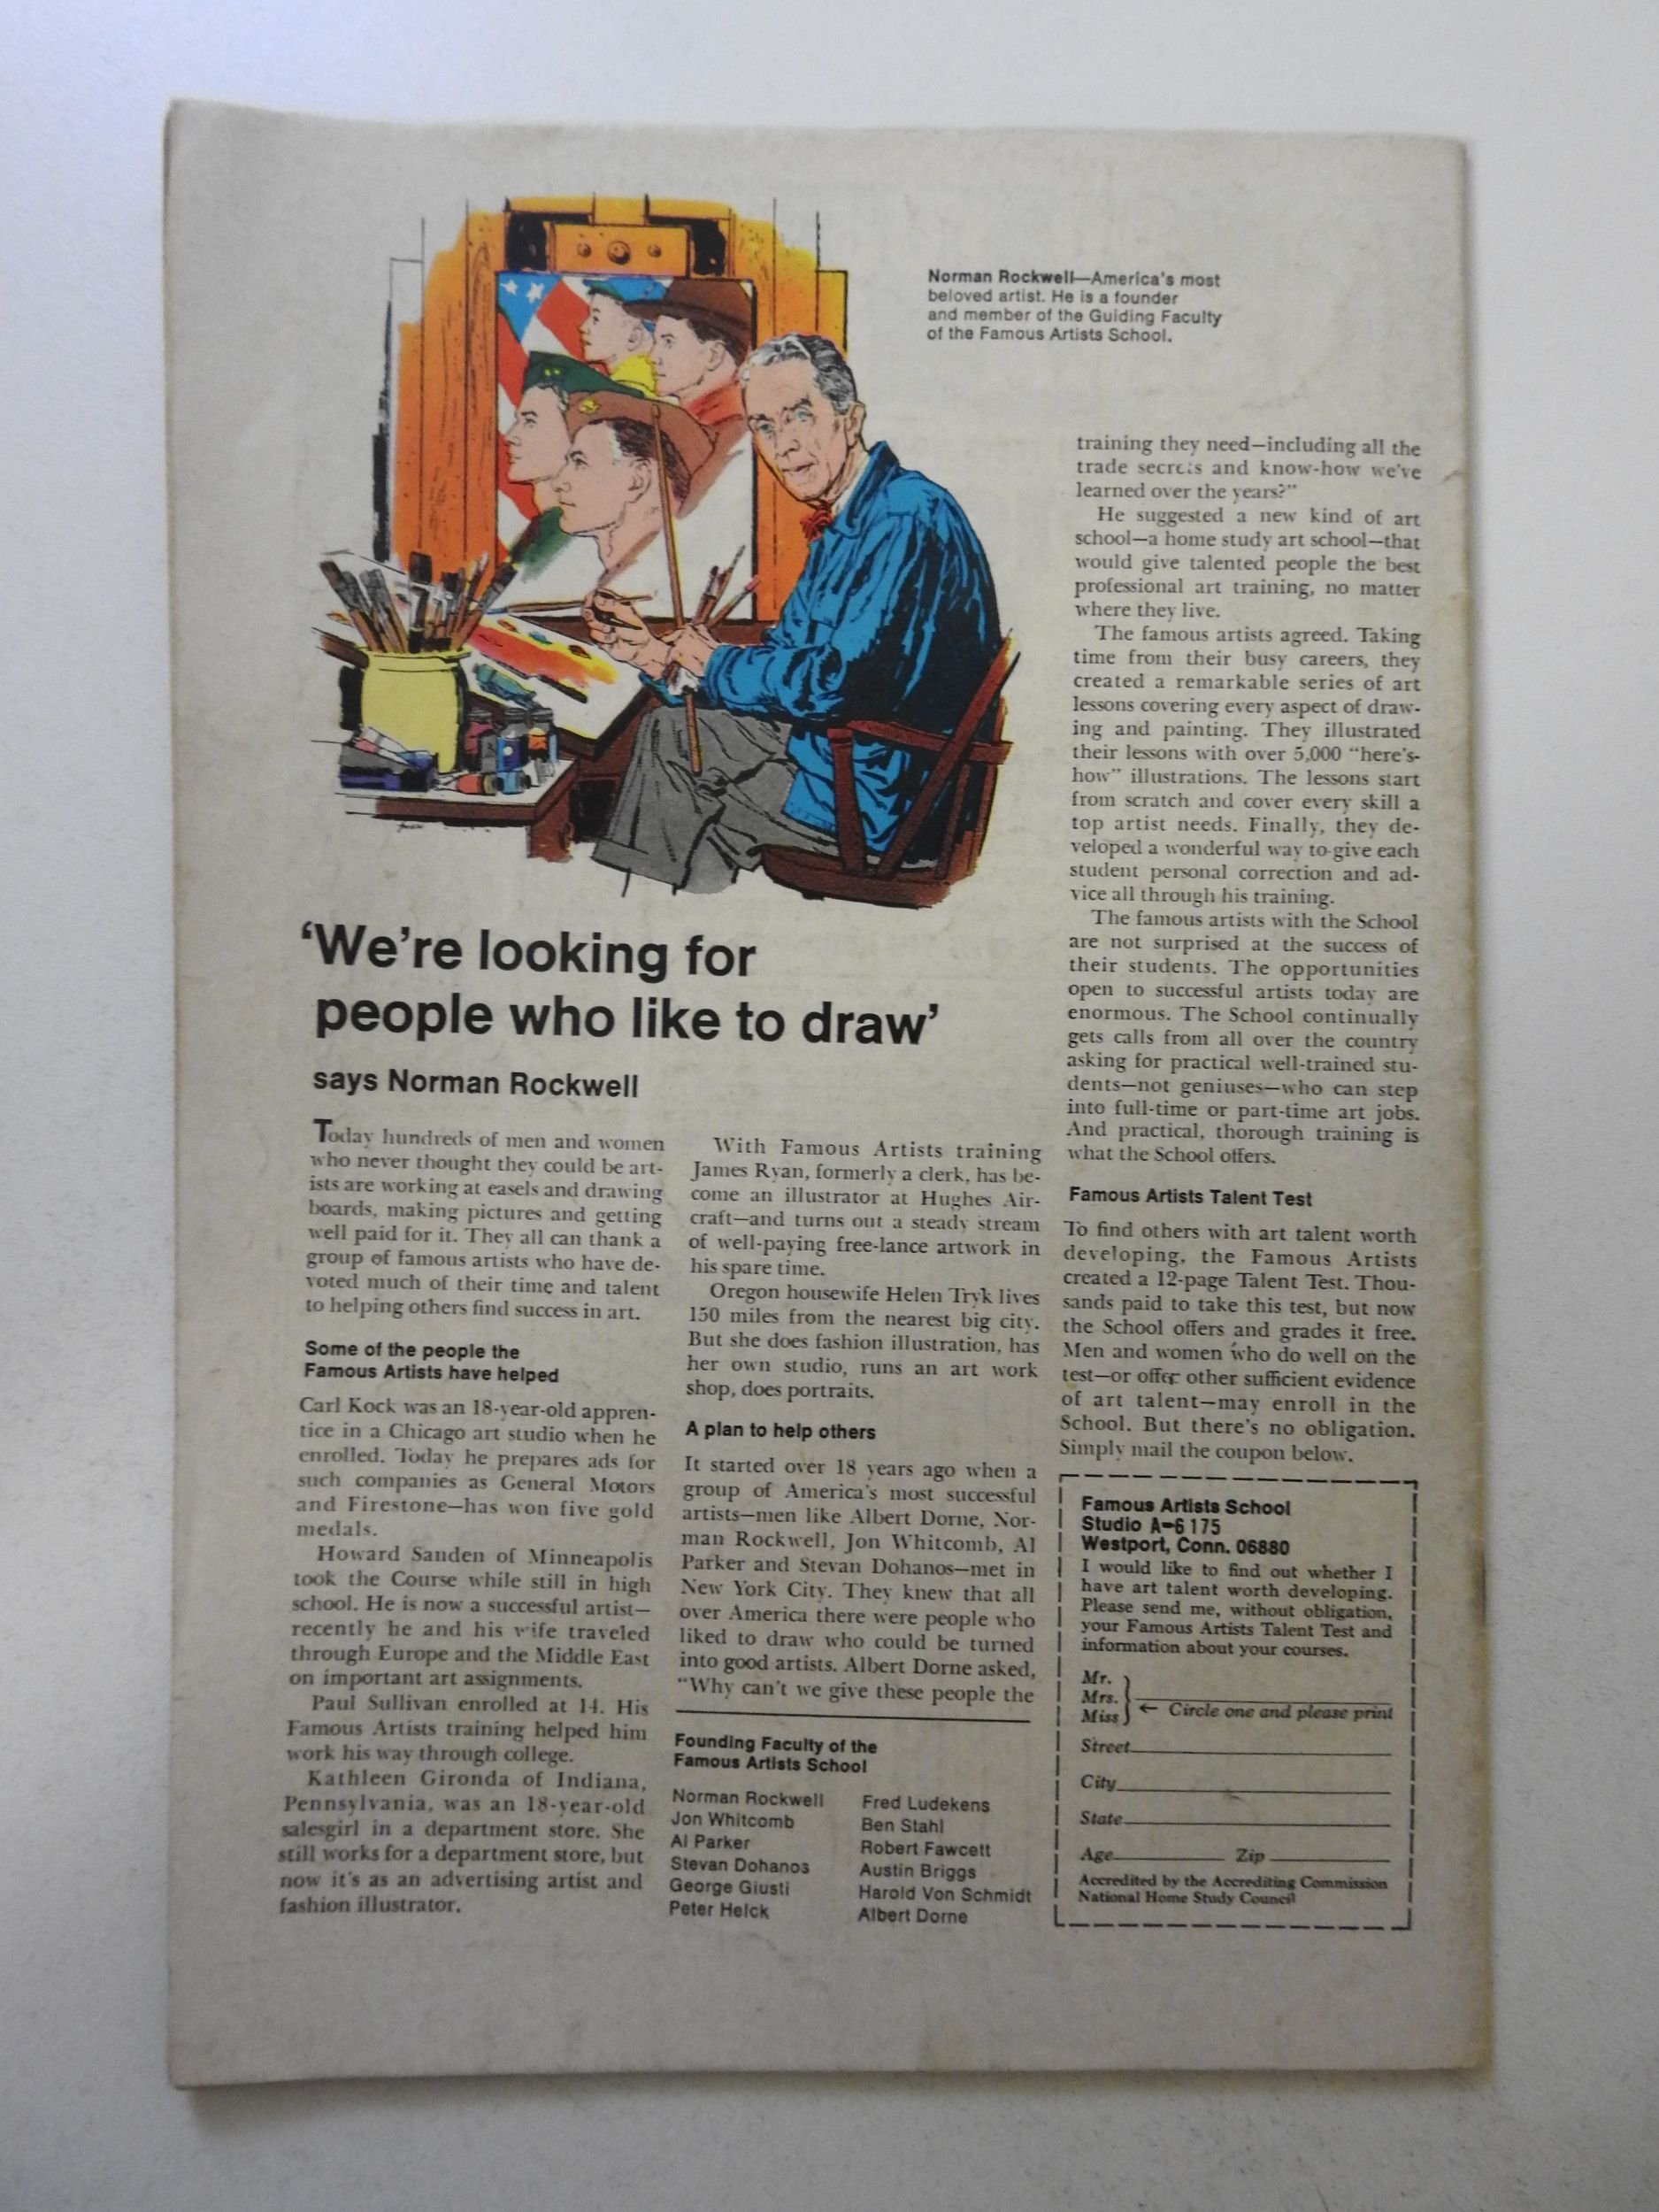 Norman Rockwell—America's most
beloved artist. He is a founder
and member of the Guiding Faculty
of the Famous Artists School.
‘We're looking for
people who like to draw’
says Norman Rockwell
Today hundreds of men and women
who never thought they could be art-
ists are working at easels and drawing
boards, making pictures and getting
well paid for it. They all can thank a
group of famous artists who have de-
voted much of their time and talent
to helping others find success in art.
Some of the people the
Famous Artists have helped
Carl Kock was an 18-year-old appren-
tice in a Chicago art studio when he
enrolled. Today he prepares ads for
such companies as General Motors
and Firestone—has won five gold
medals.
Howard Sanden of Minneapolis
took the Course while still in high
school. He is now a successful artist—
recently he and his wife traveled
through Europe and the Middle East
on important art assignments.
Paul Sullivan enrolled at 14. His
Famous Artists training helped him
work his way through college.
Kathleen Gironda of Indiana,
Pennsylvania, was an 18-year-old
salesgirl in a department store. She
still works for a department store, but
now it's as an advertising artist and
fashion illustrator.
With Famous Artists training
James Ryan, formerly a clerk, has be-
come an illustrator at Hughes Air-
craft—and turns out a steady stream
of well-paying free-lance artwork in
his spare time.
Oregon housewife Helen Tryk lives
150 miles from the nearest big city.
But she does fashion illustration, has
her own studio, runs an art work
shop, does portraits.
A plan to help others
It started over 18 years ago when a
group of America's most successful
artists—men like Albert Dorne, Nor-
man Rockwell, Jon Whitcomb, Al
Parker and Stevan Dohanos—met in
New York City. They knew that all
over America there were people who
liked to draw who could be turned
into good artists. Albert Dorne asked,
“Why can't we give these people the
Founding Faculty of the
Famous Artists School
Norman Rockwell
Jon Whitcomb
Al Parker
Stevan Dohanos
George Giusti
Peter Helck
Fred Ludekens
Ben Stahl
Robert Fawcett
Austin Briggs
Harold Von Schmidt
Albert Dorne
training they need—including all the
trade secrets and know-how we've
learned over the years?”
He suggested a new kind of art
school—a home study art school—that
would give talented people the best
professional art training, no matter
where they live.
The famous artists agreed. Taking
time from their busy careers, they
created a remarkable series of art
lessons covering every aspect of draw-
ing and painting. They illustrated
their lessons with over 5,000 “here's-
how” illustrations. The lessons start
from scratch and cover every skill a
top artist needs. Finally, they de-
veloped a wonderful way to give each
student personal correction and ad-
vice all through his training.
The famous artists with the School
are not surprised at the success of
their students. The opportunities
open to successful artists today are
enormous. The School continually
gets calls from all over the country
asking for practical well-trained stu-
dents—not geniuses—who can step
into full-time or part-time art jobs.
And practical, thorough training is
what the School offers.
Famous Artists Talent Test
To find others with art talent worth
developing, the Famous Artists
created a 12-page Talent Test. Thou-
sands paid to take this test, but now
the School offers and grades it free.
Men and women who do well on the
test—or offer other sufficient evidence
of art talent—may enroll in the
School. But there's no obligation.
Simply mail the coupon below.
Famous Artists School
Studio A-6175
Westport, Conn. 06880
I would like to find out whether I
have art talent worth developing.
Please send me, without obligation,
your Famous Artists Talent Test and
information about your courses.
Mr.
Mrs.
Miss
← Circle one and please print
Street
City
State
Age Zip
Accredited by the Accrediting Commission
National Home Study Council